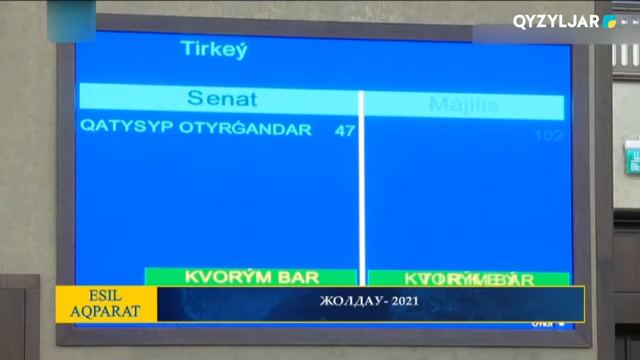 QYZYLJAR
Tirkeý
Senat
Májilis
QATYSYP OTYRǴANDAR 47
102
KVORÝM BAR
ESIL
AQPARAT
ЖОЛДАУ- 2021